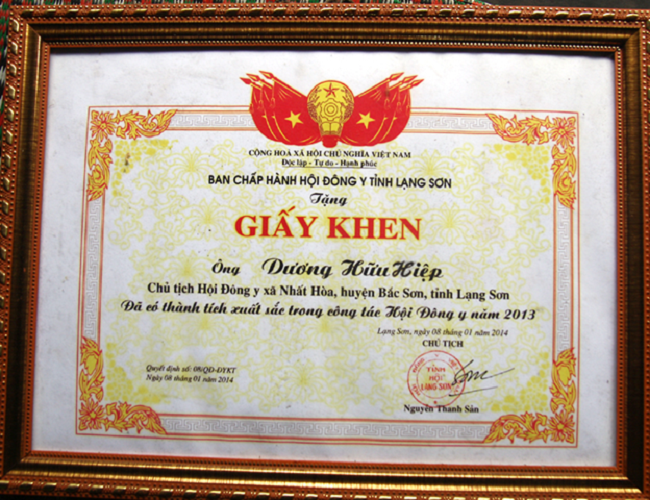 CỘNG HOÀ XÃ HỘI CHỦ NGHĨA VIỆT NAM
Độc lập - Tự do - Hạnh phúc
BAN CHẤP HÀNH HỘI ĐÔNG Y TỈNH LẠNG SƠN
Tặng
GIẤY KHEN
Ông Dương Hữu Hiệp
Chủ tịch Hội Đông y xã Nhất Hòa, huyện Bắc Sơn, tỉnh Lạng Sơn
Đã có thành tích xuất sắc trong công tác Hội Đông y năm 2013
Lạng Sơn, ngày 08 tháng 01 năm 2014
CHỦ TỊCH
Quyết định số: 08/QĐ-ĐYKT
Ngày 08 tháng 01 năm 2014
TỈNH
HỘI
LẠNG SƠN
Nguyễn Thanh Sán